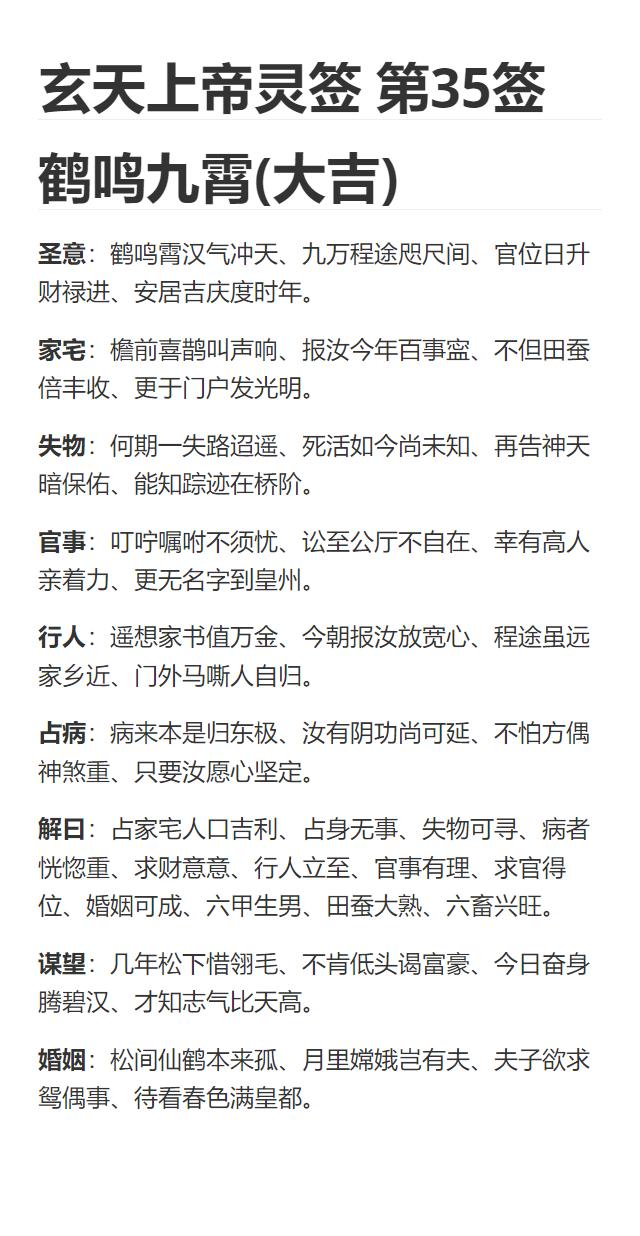 玄天上帝灵签 第35签
鹤鸣九霄(大吉)
圣意：鹤鸣霄汉气冲天、九万程途咫尺间、官位日升
财禄进、安居吉庆度时年。
家宅：檐前喜鹊叫声响、报汝今年百事寍、不但田蚕
倍丰收、更于门户发光明。
失物：何期一失路迢遥、死活如今尚未知、再告神天
暗保佑、能知踪迹在桥阶。
官事：叮咛嘱咐不须忧、讼至公厅不自在、幸有高人
亲着力、更无名字到皇州。
行人：遥想家书值万金、今朝报汝放宽心、程途虽远
家乡近、门外马嘶人自归。
占病：病来本是归东极、汝有阴功尚可延、不怕方偶
神煞重、只要汝愿心坚定。
解曰：占家宅人口吉利、占身无事、失物可寻、病者
恍惚重、求财意意、行人立至、官事有理、求官得
位、婚姻可成、六甲生男、田蚕大熟、六畜兴旺。
谋望：几年松下惜翎毛、不肯低头谒富豪、今日奋身
腾碧汉、才知志气比天高。
婚姻：松间仙鹤本来孤、月里嫦娥岂有夫、夫子欲求
鸳偶事、待看春色满皇都。